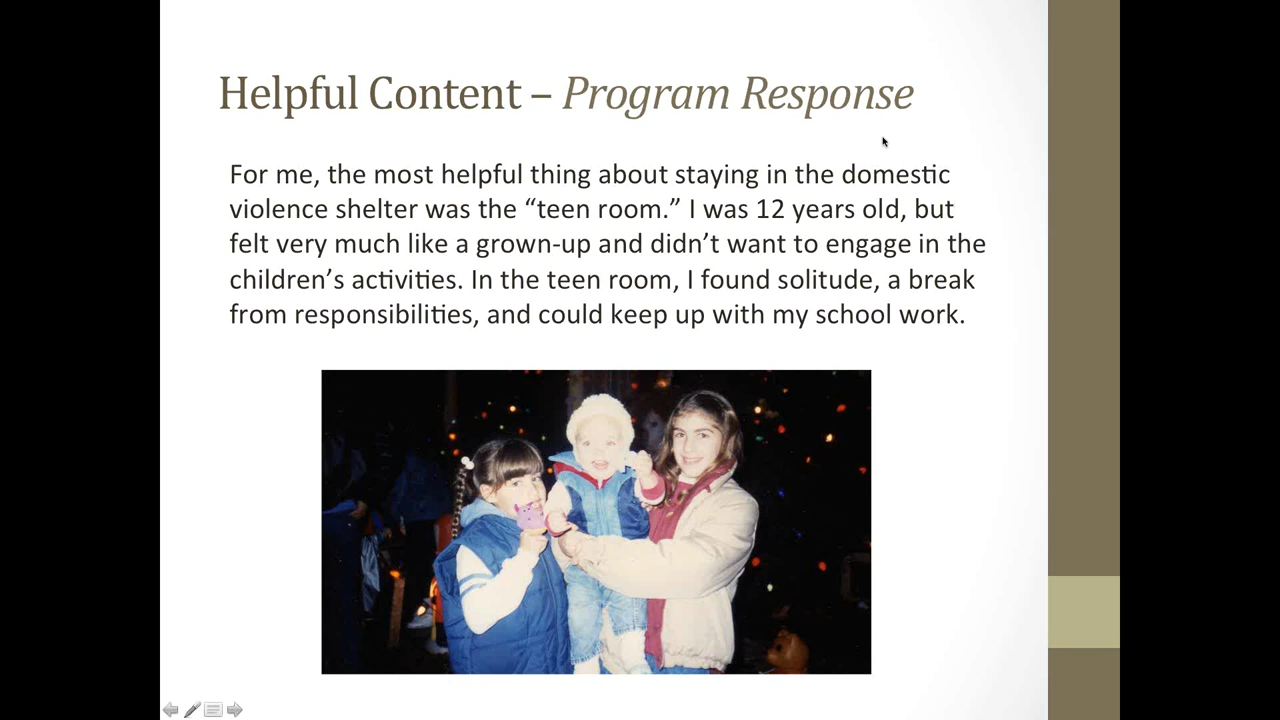 Helpful Content – Program Response
For me, the most helpful thing about staying in the domestic
violence shelter was the “teen room.” I was 12 years old, but
felt very much like a grown-up and didn’t want to engage in the
children’s activities. In the teen room, I found solitude, a break
from responsibilities, and could keep up with my school work.